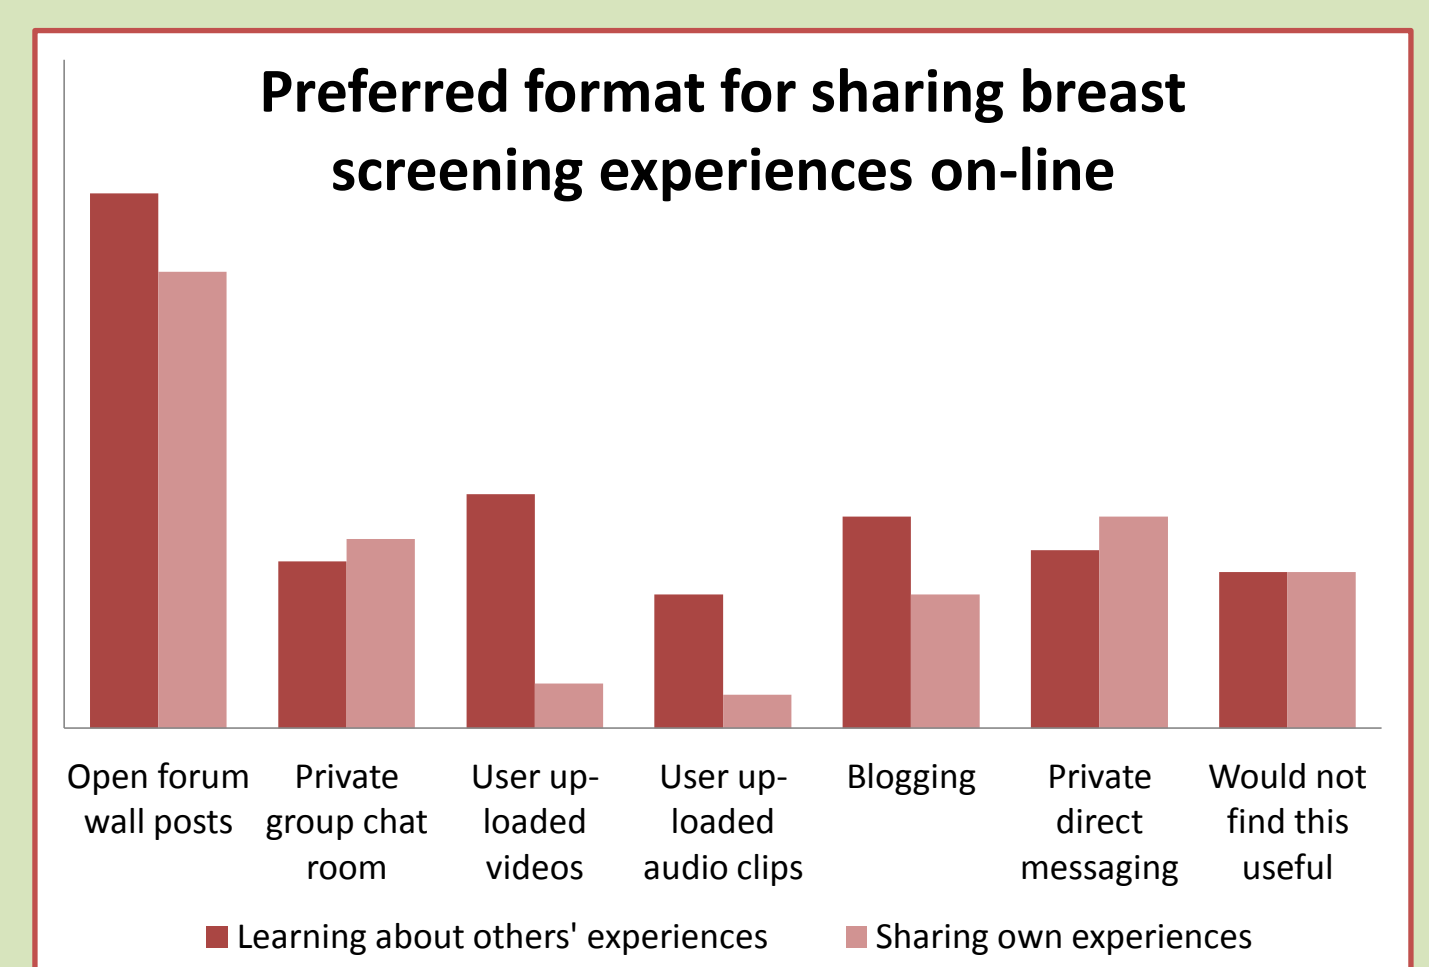 Preferred format for sharing breast
screening experiences on-line
Open forum
wall posts
Private
group chat
room
User up-
loaded
videos
User up-
loaded
audio clips
Blogging
Private
direct
messaging
Would not
find this
useful
Learning about others' experiences
Sharing own experiences